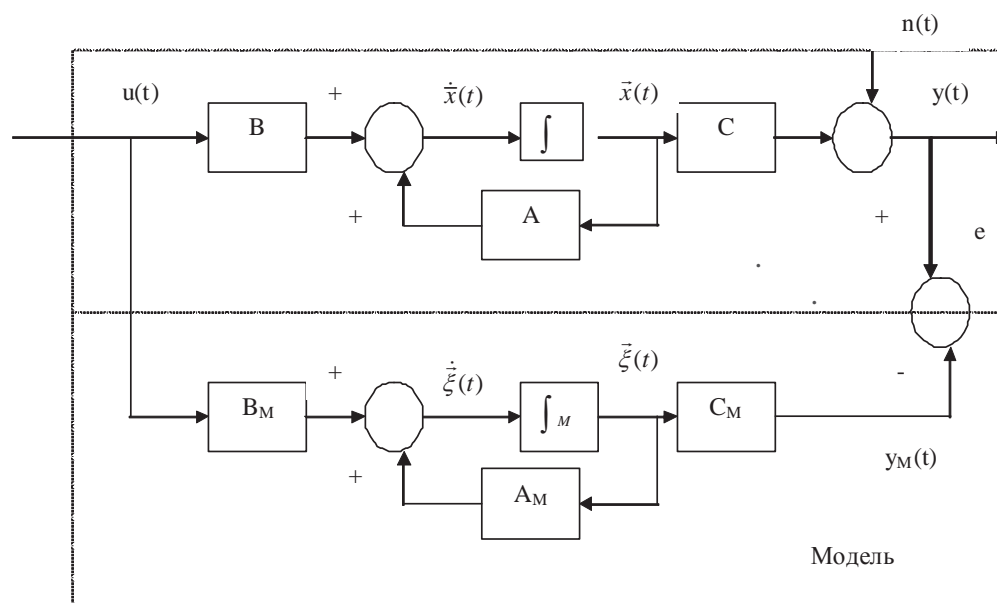 n(t)
u(t)
+
ẋ⃗(t)
x⃗(t)
y(t)
B
∫
C
+
A
+
e
+
ξ̇⃗(t)
ξ⃗(t)
-
B_M
∫_M
C_M
+
A_M
y_M(t)
Модель